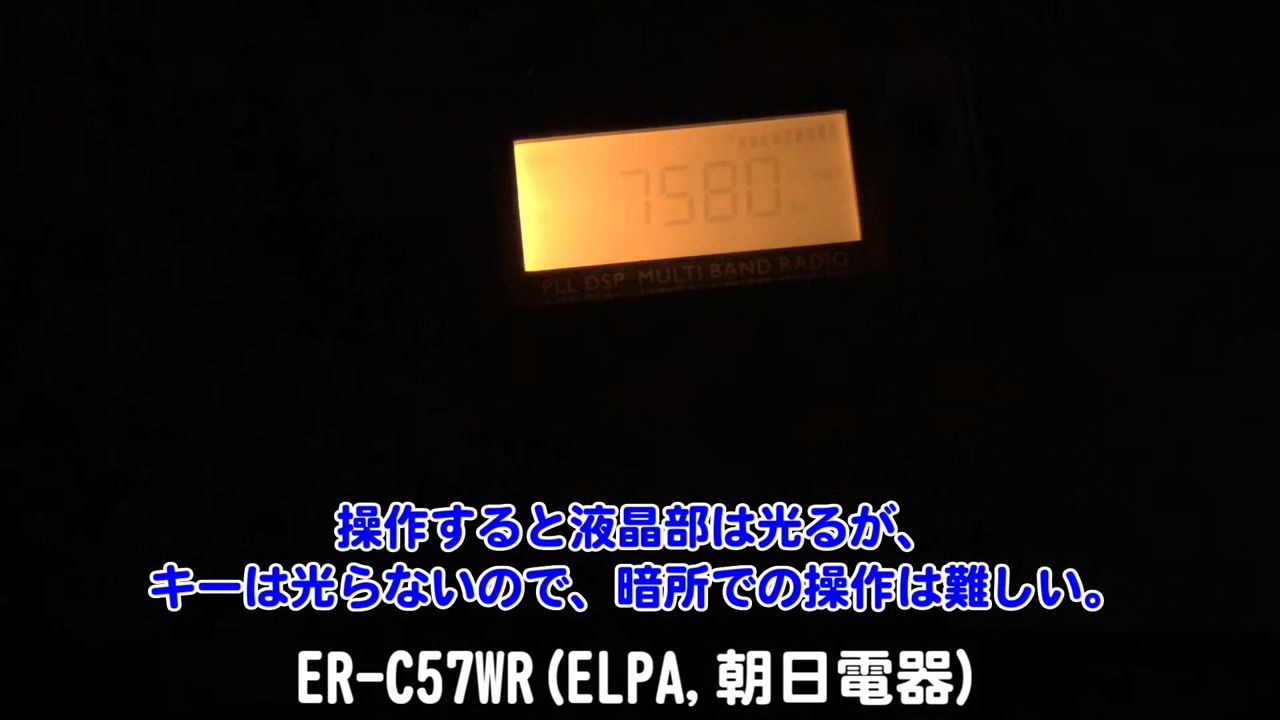 7580
PLL DSP MULTI BAND RADIO
操作すると液晶部は光るが、
キーは光らないので、暗所での操作は難しい。
ER-C57WR(ELPA,朝日電器)